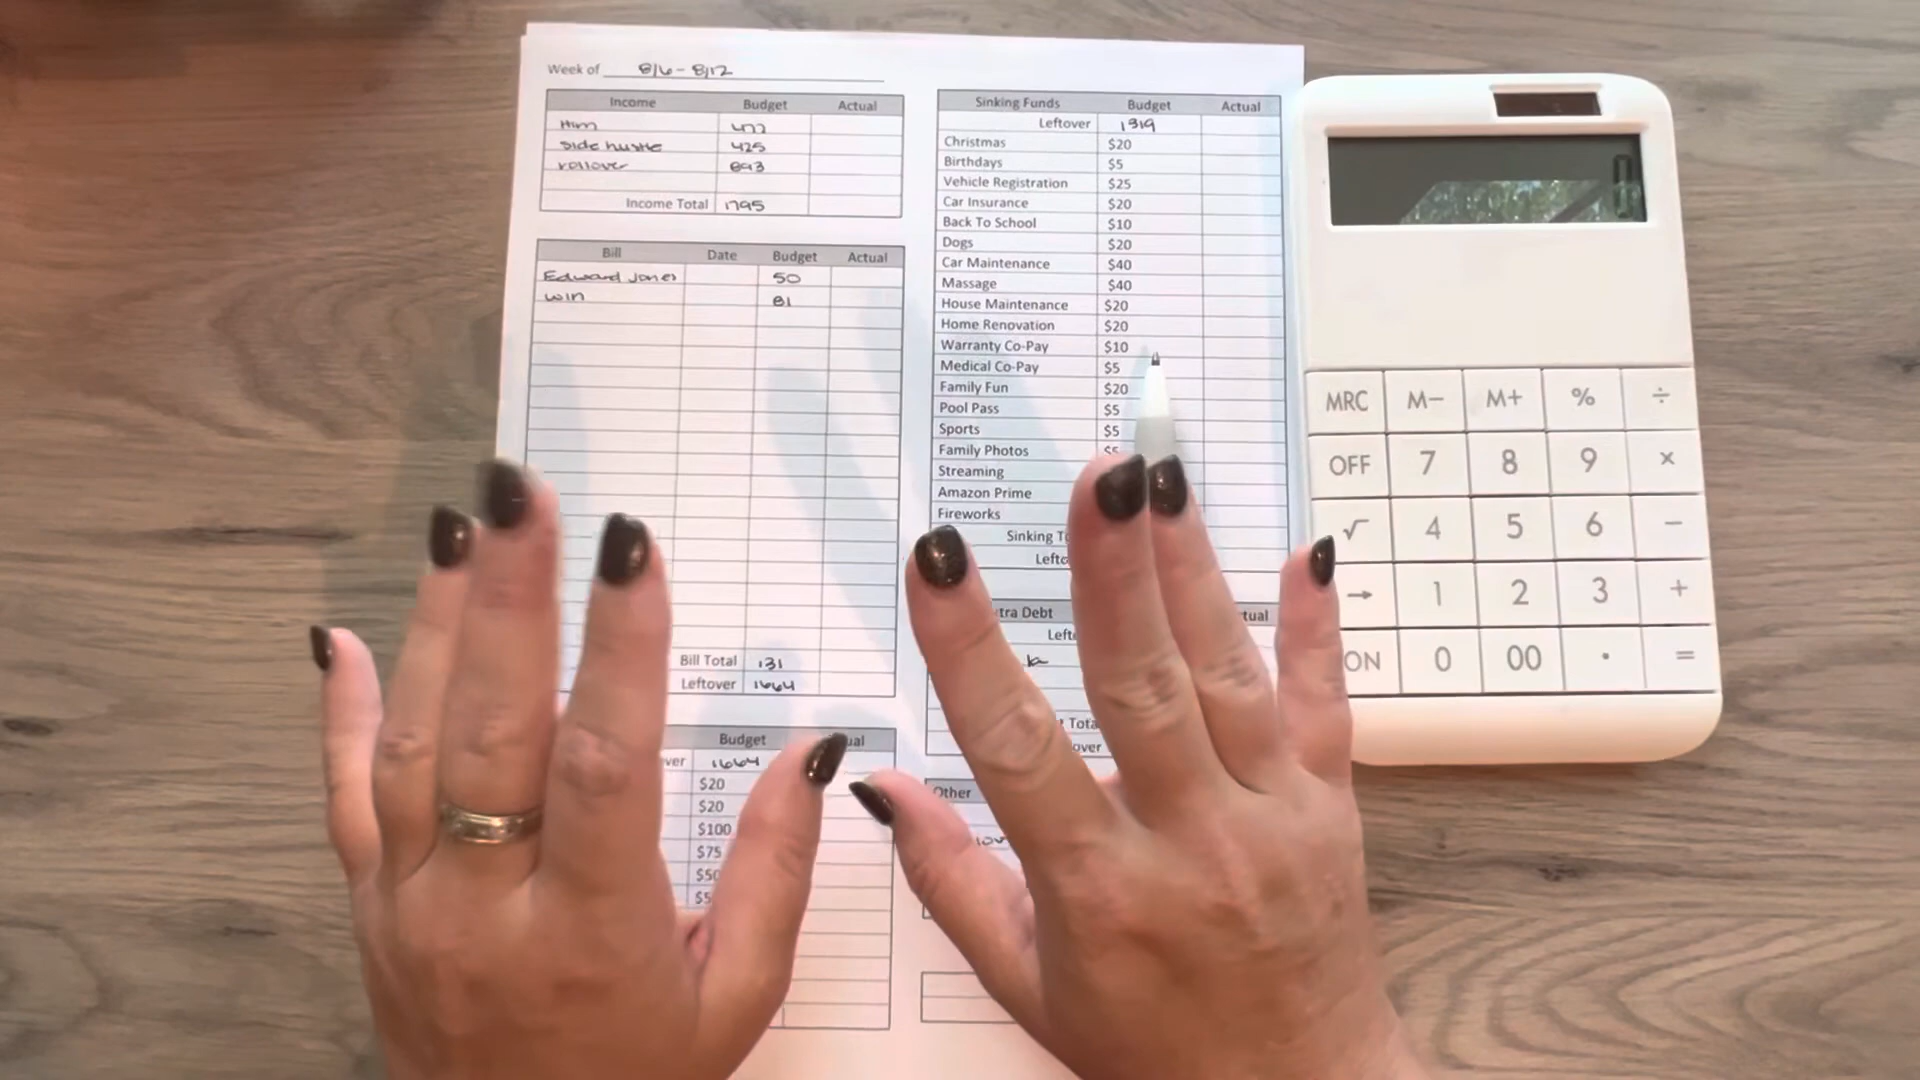 Week of 8/6 - 8/12
Income Budget Actual
Him 477
side hustle 425
rollover 893
Income Total 1795
Bill Date Budget Actual
Edward Jones 50
win 81
Bill Total 131
Leftover 1664
Budget
1664
$20
$20
$100
$75
Sinking Funds Budget Actual
Leftover 1319
Christmas $20
Birthdays $5
Vehicle Registration $25
Car Insurance $20
Back To School $10
Dogs $20
Car Maintenance $40
Massage $40
House Maintenance $20
Home Renovation $20
Warranty Co-Pay $10
Medical Co-Pay $5
Family Fun $20
Pool Pass $5
Sports $5
Family Photos $5
Streaming
Amazon Prime
Fireworks
Sinking
Debt
Other
MRC M− M+ % ÷
OFF 7 8 9 ×
√ 4 5 6 −
→ 1 2 3 +
ON 0 00 . =
0